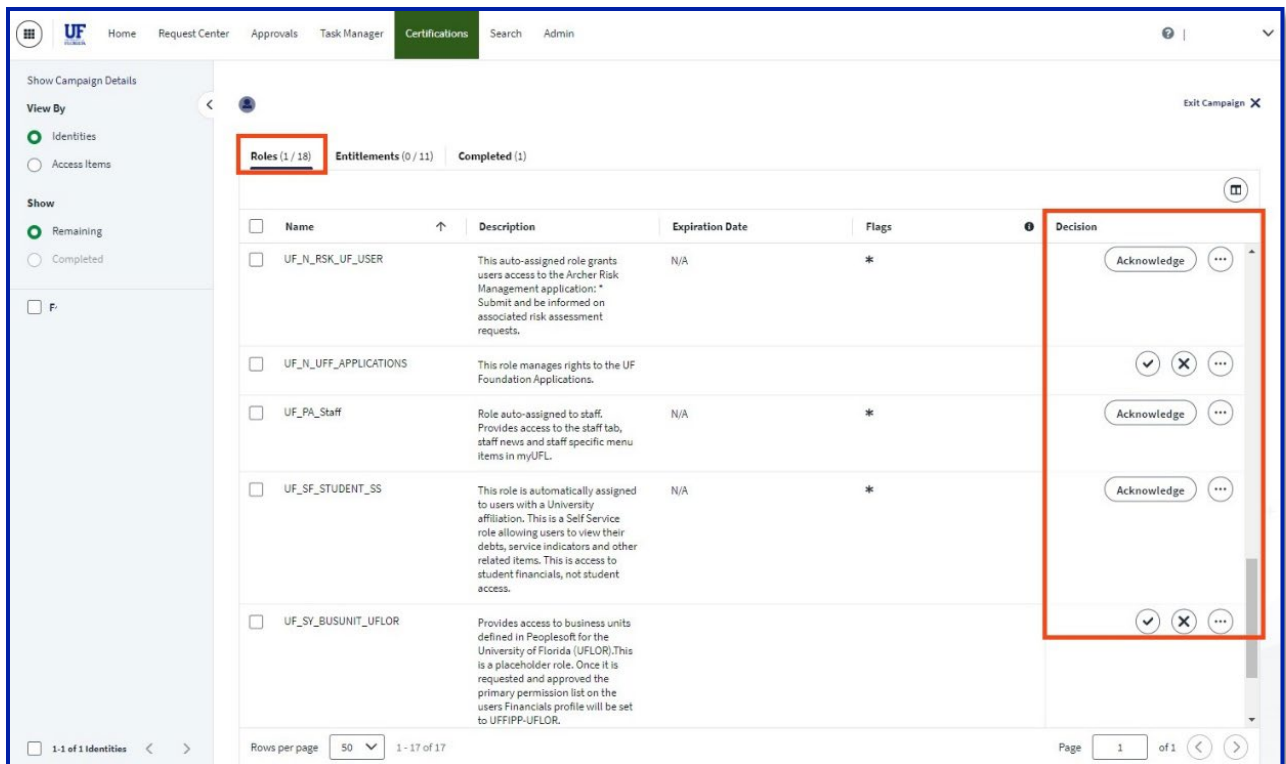 UF Home Request Center Approvals Task Manager Certifications Search Admin
FLORIDA
Show Campaign Details
View By
Exit Campaign
Identities
Access Items
Roles (1 / 18) Entitlements (0 / 11) Completed (1)
Show
Remaining
Completed
F
Name Description Expiration Date Flags Decision
UF_N_RSK_UF_USER This auto-assigned role grants N/A * Acknowledge ...
users access to the Archer Risk
Management application: *
Submit and be informed on
associated risk assessment
requests.
UF_N_UFF_APPLICATIONS This role manages rights to the UF ...
Foundation Applications.
UF_PA_Staff Role auto-assigned to staff. N/A * Acknowledge ...
Provides access to the staff tab,
staff news and staff specific menu
items in myUFL.
UF_SF_STUDENT_SS This role is automatically assigned N/A * Acknowledge ...
to users with a University
affiliation. This is a Self Service
role allowing users to view their
debts, service indicators and other
related items. This is access to
student financials, not student
access.
UF_SY_BUSUNIT_UFLOR Provides access to business units ...
defined in Peoplesoft for the
University of Florida (UFLOR).This
is a placeholder role. Once it is
requested and approved the
primary permission list on the
users Financials profile will be set
to UFFIPP-UFLOR.
1-1 of 1 Identities Rows per page 50 1 - 17 of 17 Page 1 of 1